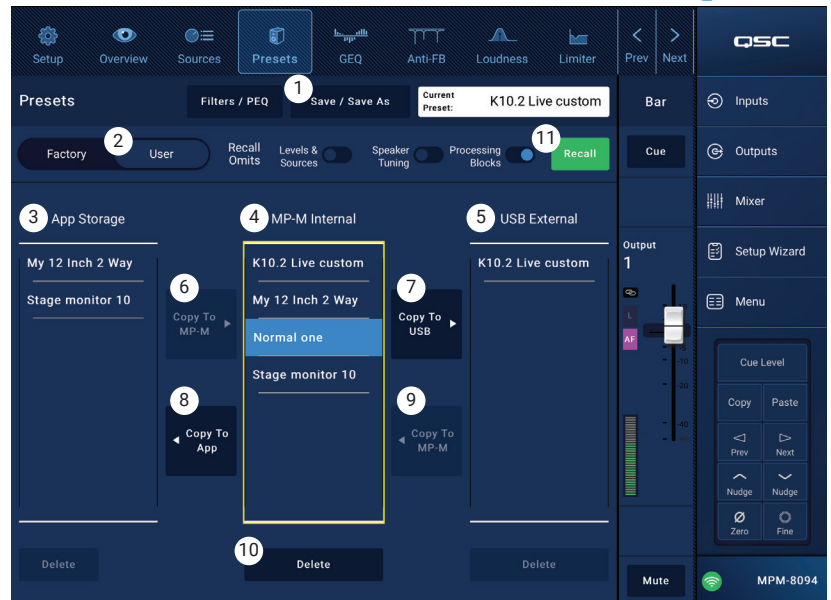 Setup
Overview
Sources
Presets
GEQ
Anti-FB
Loudness
Limiter
Prev
Next
QSC
Presets
Filters / PEQ
1
Save / Save As
Current
Preset:
K10.2 Live custom
Bar
Inputs
Factory
2
User
Recall
Omits
Levels &
Sources
Speaker
Tuning
Processing
Blocks
11
Recall
Cue
Outputs
Mixer
3 App Storage
4 MP-M Internal
5 USB External
Output
1
Setup Wizard
Menu
My 12 Inch 2 Way
Stage monitor 10
6
Copy To
MP-M
K10.2 Live custom
My 12 Inch 2 Way
Normal one
Stage monitor 10
7
Copy To
USB
K10.2 Live custom
8
Copy To
App
9
Copy To
MP-M
L
AF
-10
-20
-40
Cue Level
Copy
Paste
Prev
Next
Nudge
Nudge
Zero
Fine
Delete
10
Delete
Delete
Mute
MPM-8094